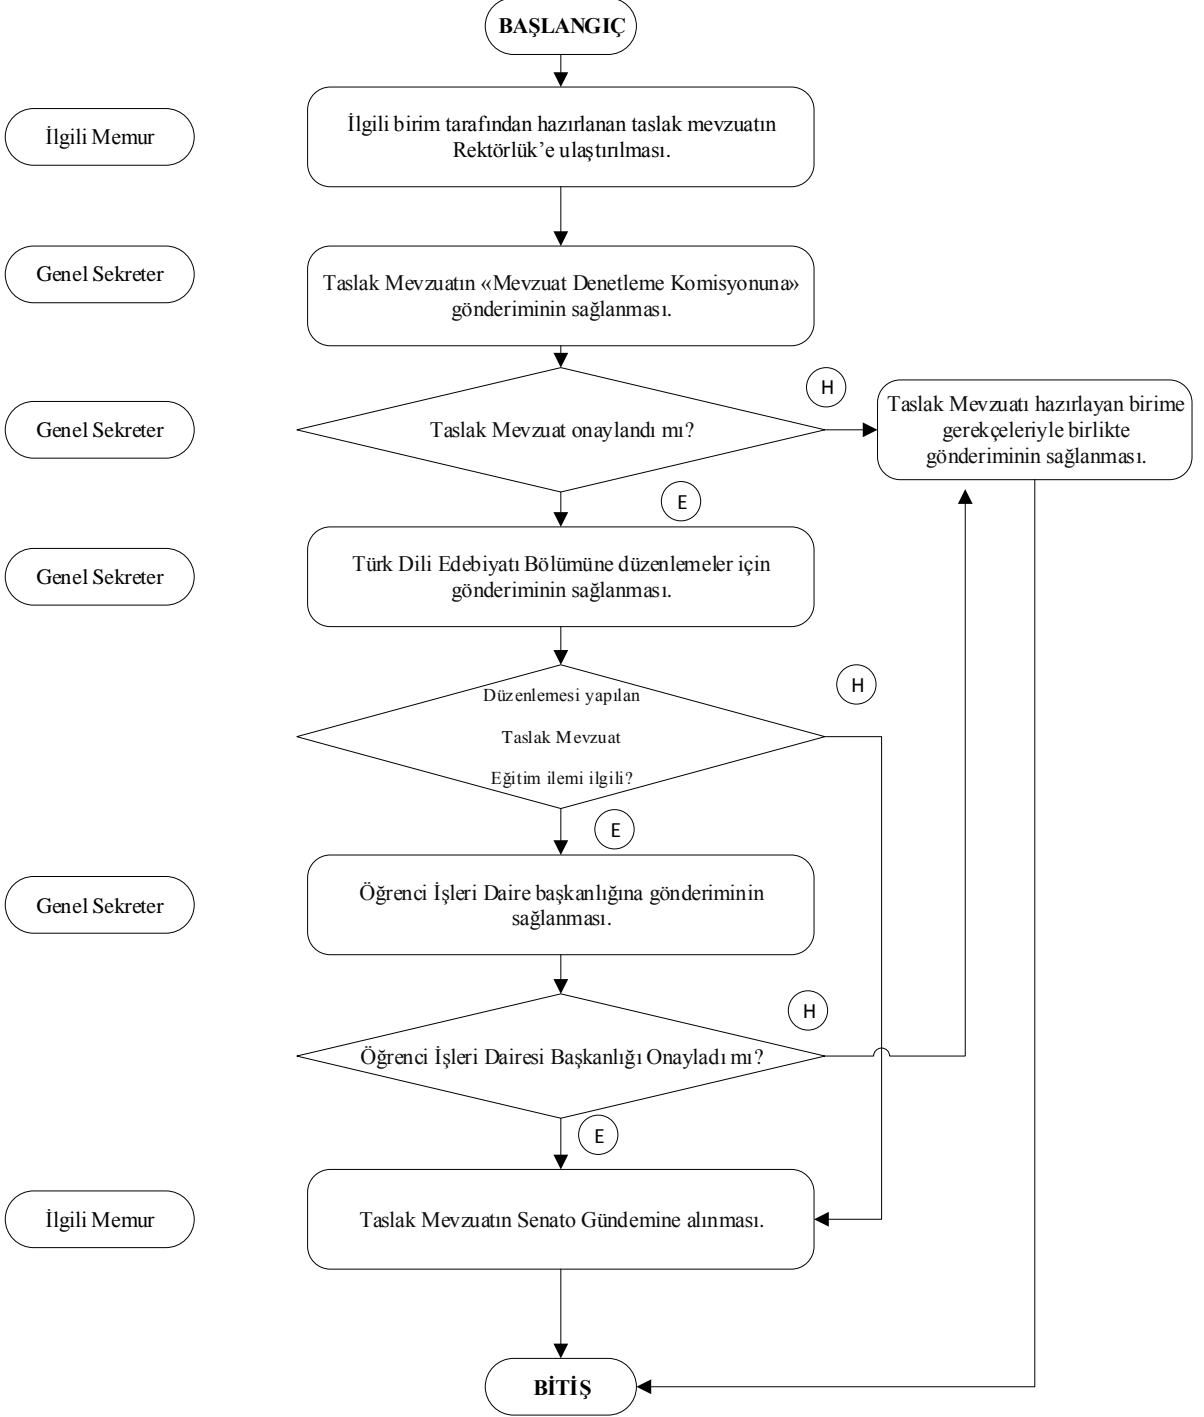 BAŞLANGIÇ
İlgili Memur
İlgili birim tarafından hazırlanan taslak mevzuatın
Rektörlük’e ulaştırılması.
Genel Sekreter
Taslak Mevzuatın «Mevzuat Denetleme Komisyonuna»
gönderiminin sağlanması.
Genel Sekreter
Taslak Mevzuat onaylandı mı?
H
Taslak Mevzuatı hazırlayan birime
gerekçeleriyle birlikte
gönderiminin sağlanması.
E
Genel Sekreter
Türk Dili Edebiyatı Bölümüne düzenlemeler için
gönderiminin sağlanması.
Düzenlemesi yapılan
Taslak Mevzuat
Eğitim ilemi ilgili?
H
E
Genel Sekreter
Öğrenci İşleri Daire başkanlığına gönderiminin
sağlanması.
Öğrenci İşleri Dairesi Başkanlığı Onayladı mı?
H
E
İlgili Memur
Taslak Mevzuatın Senato Gündemine alınması.
BİTİŞ